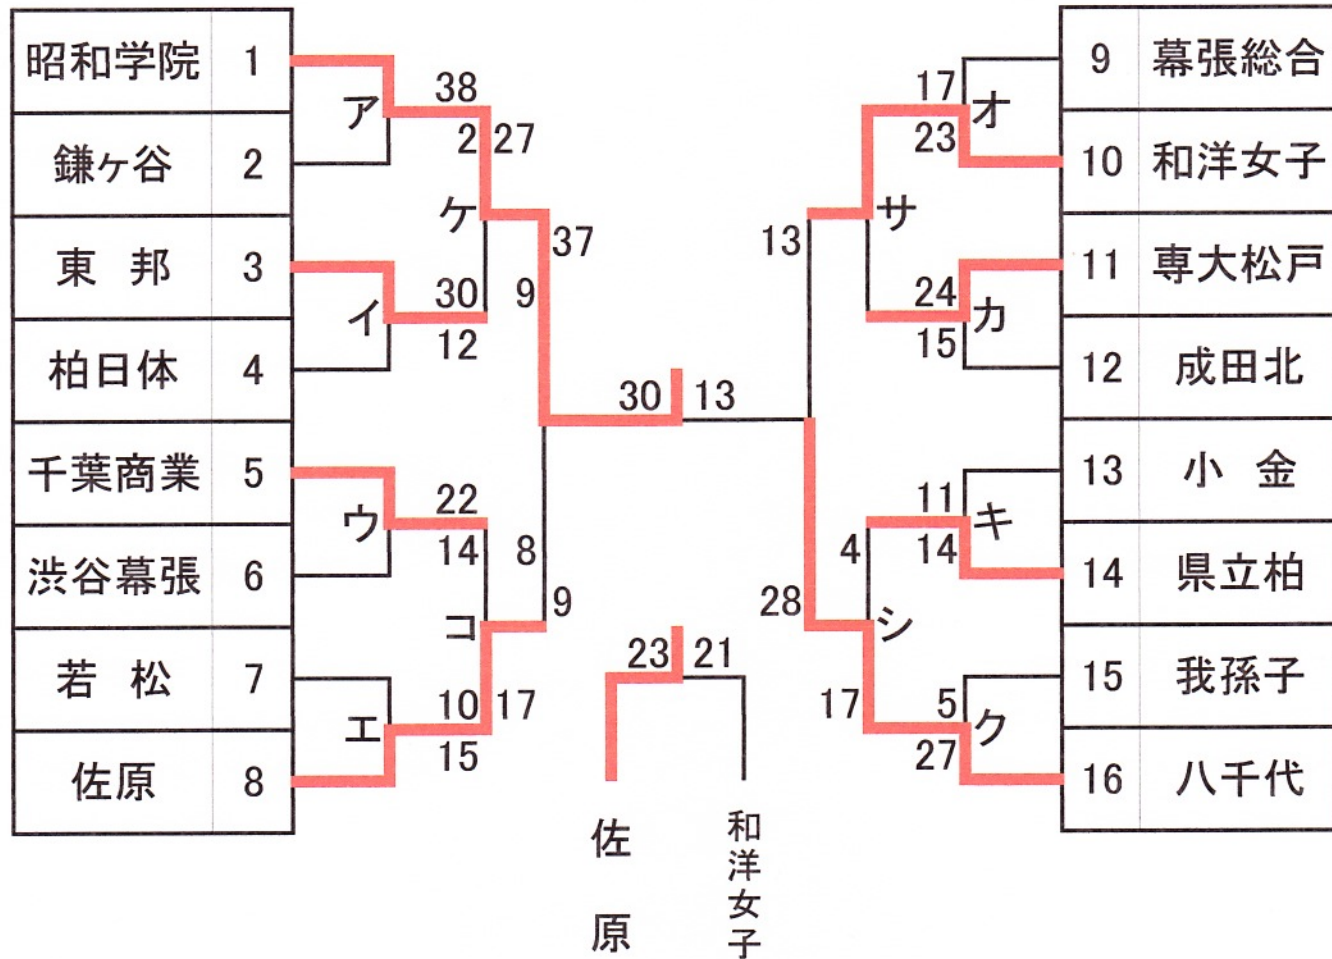 昭和学院 1
鎌ヶ谷 2
東 邦 3
柏日体 4
千葉商業 5
渋谷幕張 6
若 松 7
佐原 8
ア
38
2
27
ケ
イ
30
12
37
9
ウ
22
14
コ
8
9
エ
10
15
17
30 13
23 21
佐原
和洋女子
17
23
オ
サ
13
24
15
カ
11
14
キ
4
シ
28
17
5
27
ク
9 幕張総合
10 和洋女子
11 専大松戸
12 成田北
13 小 金
14 県立柏
15 我孫子
16 八千代